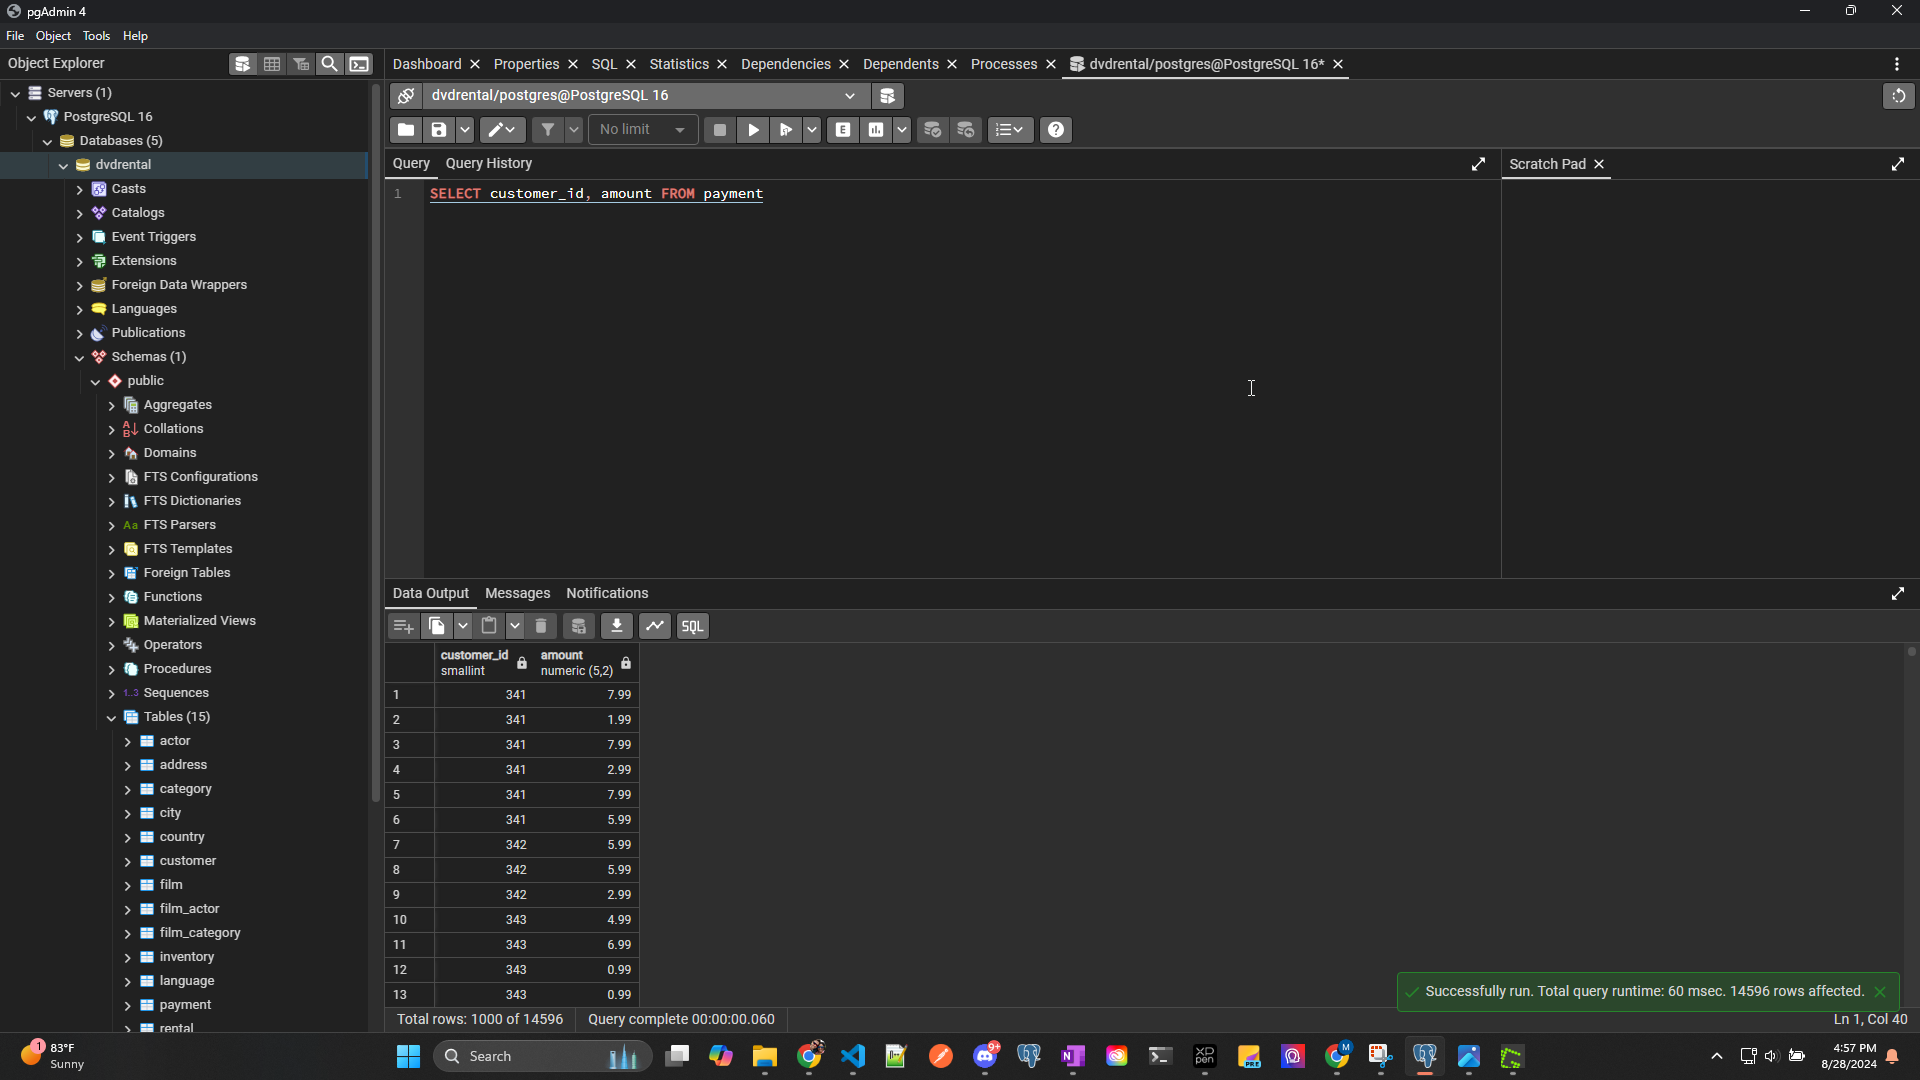 pgAdmin 4
File Object Tools Help
Object Explorer
Dashboard Properties SQL Statistics Dependencies Dependents Processes dvdrental/postgres@PostgreSQL 16*
Servers (1)
dvdrental/postgres@PostgreSQL 16
PostgreSQL 16
No limit
E
Databases (5)
dvdrental
Query Query History
Scratch Pad
1 SELECT customer_id, amount FROM payment
Casts
Catalogs
Event Triggers
Extensions
Foreign Data Wrappers
Languages
Publications
Schemas (1)
public
Aggregates
Collations
Domains
FTS Configurations
FTS Dictionaries
Aa FTS Parsers
FTS Templates
Foreign Tables
Functions
Materialized Views
Operators
Procedures
1..3 Sequences
Tables (15)
actor
address
category
city
country
customer
film
film_actor
film_category
inventory
language
payment
rental
Data Output Messages Notifications
SQL
customer_id amount
smallint numeric (5,2)
1 341 7.99
2 341 1.99
3 341 7.99
4 341 2.99
5 341 7.99
6 341 5.99
7 342 5.99
8 342 5.99
9 342 2.99
10 343 4.99
11 343 6.99
12 343 0.99
13 343 0.99
Successfully run. Total query runtime: 60 msec. 14596 rows affected.
Total rows: 1000 of 14596 Query complete 00:00:00.060
Ln 1, Col 40
1
83°F
Sunny
Search
9+
XP
pen
PRE
M
4:57 PM
8/28/2024